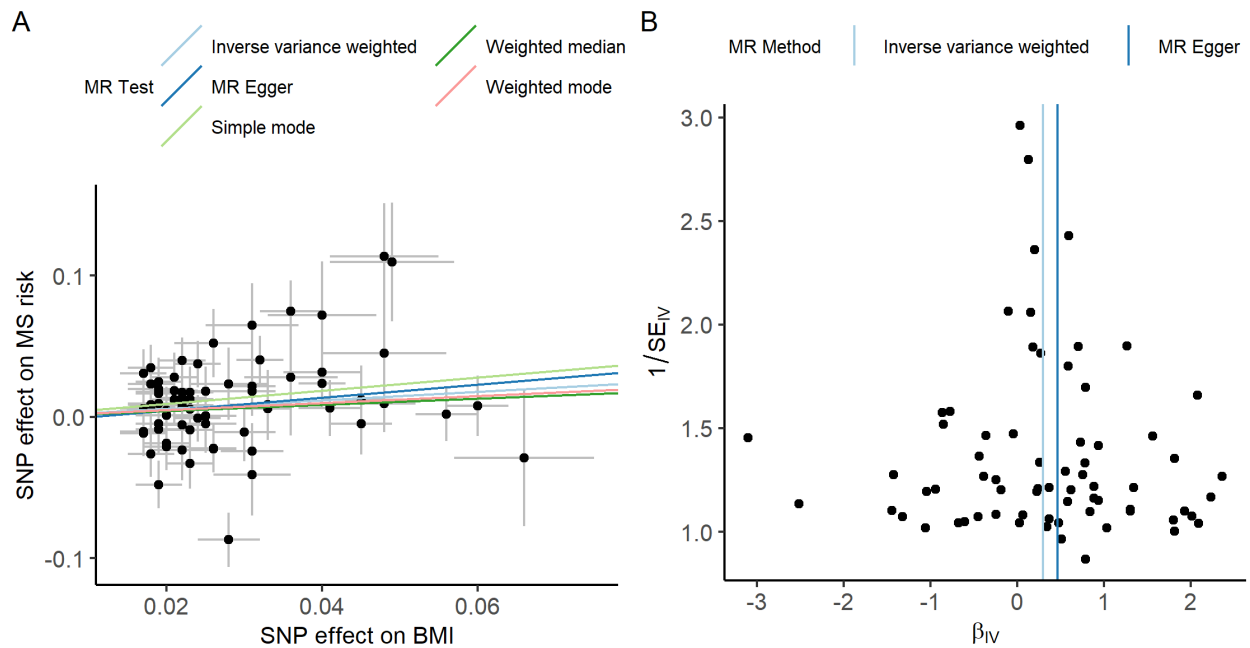 A
MR Test
Inverse variance weighted
MR Egger
Simple mode
Weighted median
Weighted mode
SNP effect on MS risk
0.1
0.0
-0.1
0.02 0.04 0.06
SNP effect on BMI
B
MR Method Inverse variance weighted MR Egger
1/SE_IV
3.0
2.5
2.0
1.5
1.0
-3 -2 -1 0 1 2
β_IV